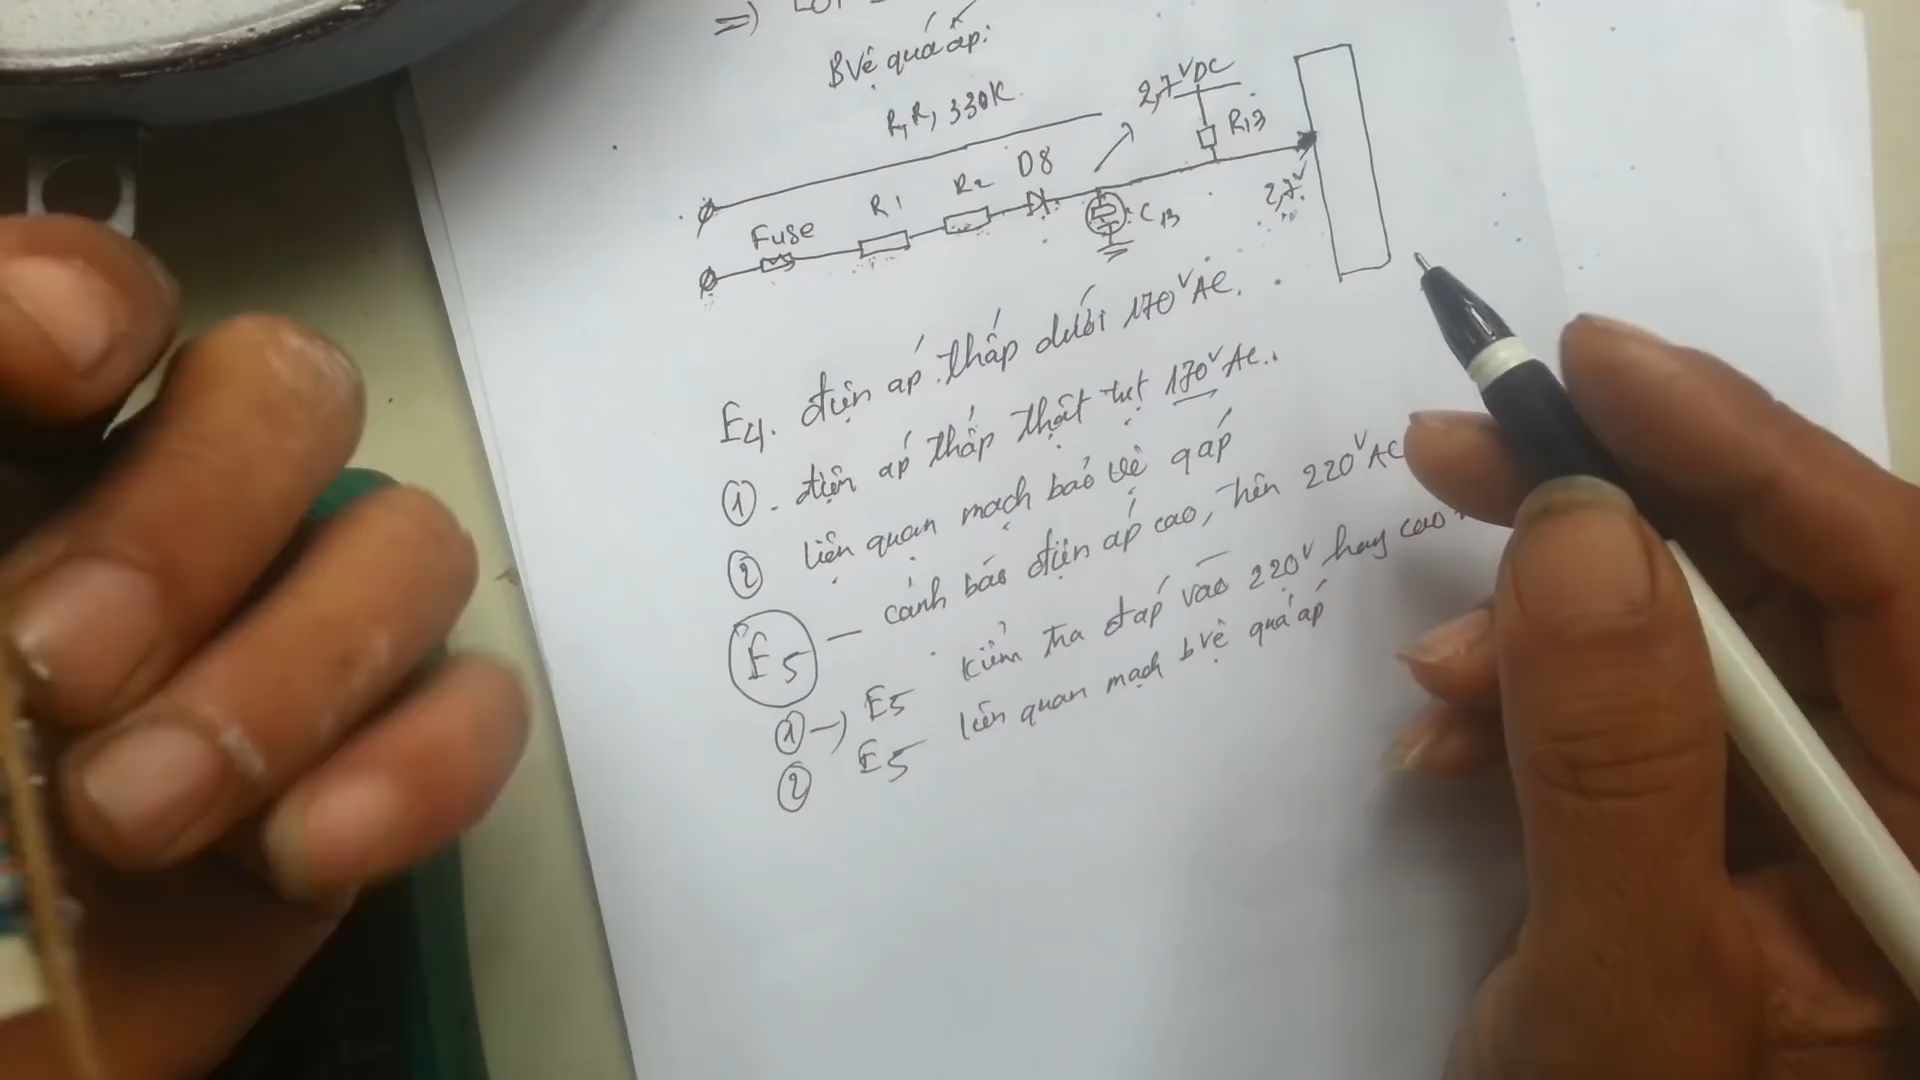 =)
BVệ quá áp:
R, R, 330K
2,7 VDC
R13
D8
R2
R1
Fuse
C13
2,7V
E4. điện áp thấp dưới 170V AC.
① . điện áp thấp thật tụt 170V AC.
② liên quan mạch bảo vệ q áp
E5 — cảnh báo điện áp cao, trên 220V AC
① -) E5 kiểm tra đ áp vào 220V hay cao
② E5 liên quan mạch bvệ quá áp